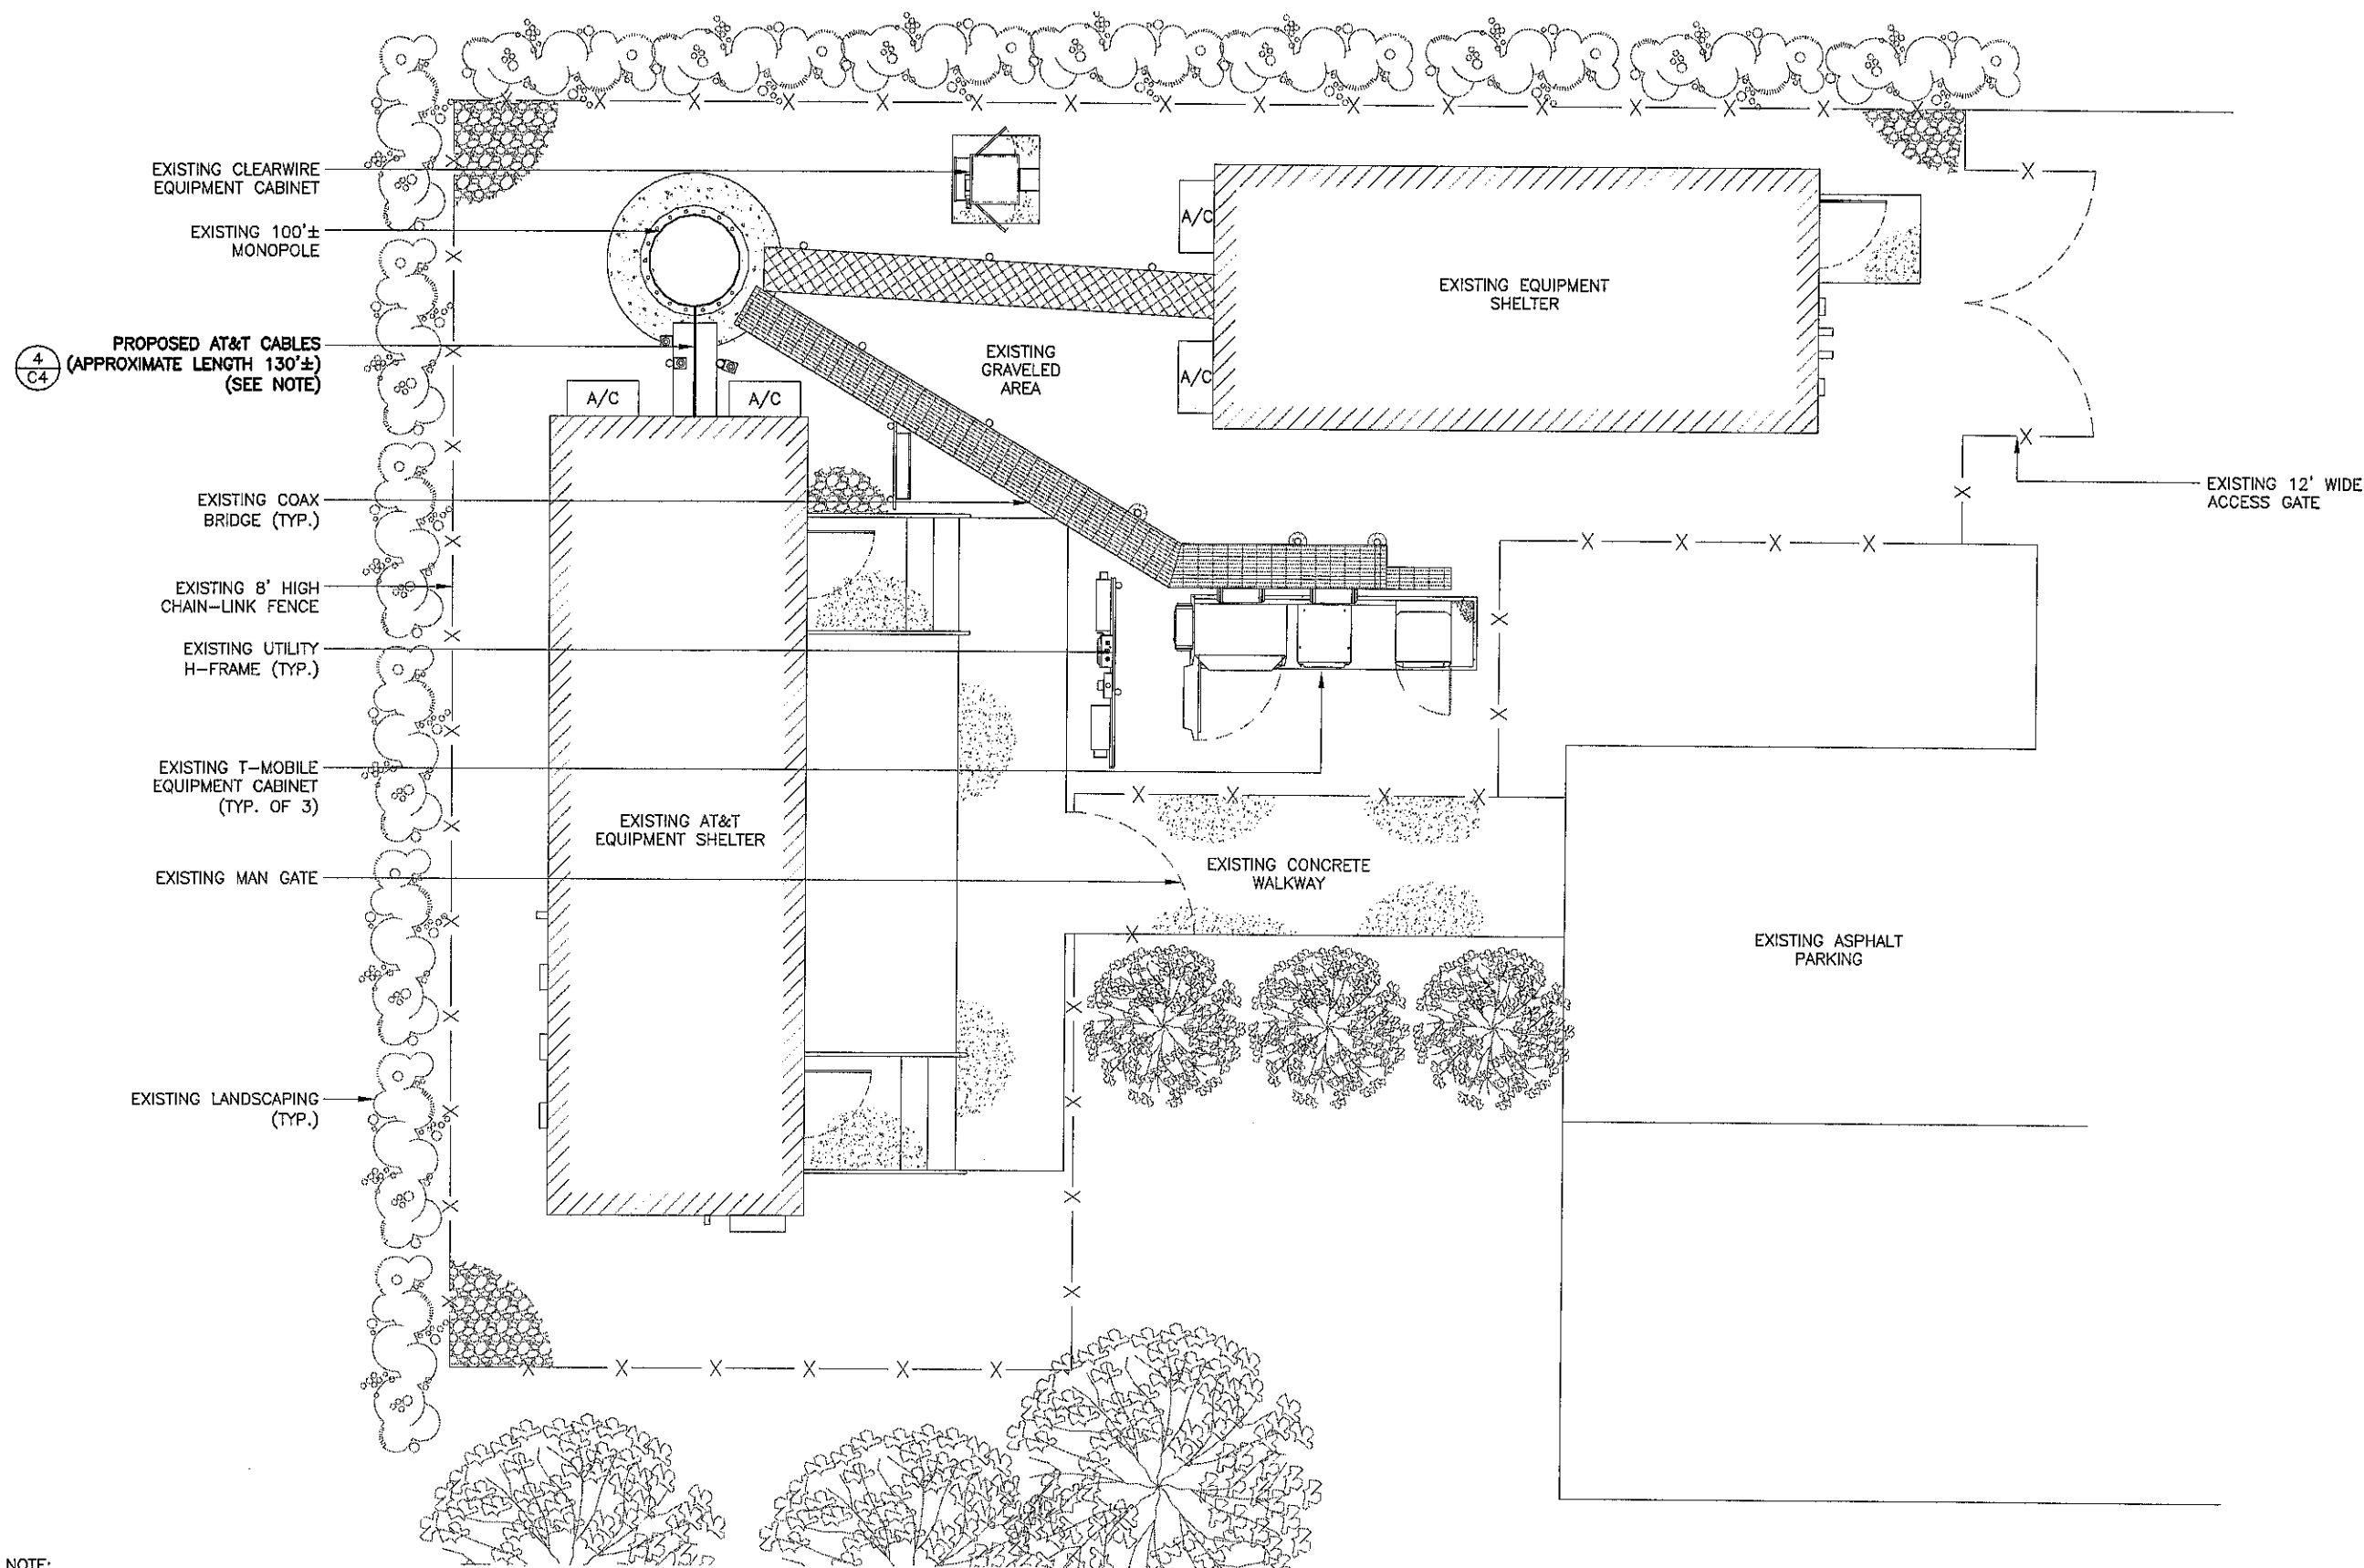 EXISTING CLEARWIRE
EQUIPMENT CABINET
EXISTING 100'±
MONOPOLE
PROPOSED AT&T CABLES
(APPROXIMATE LENGTH 130'±)
(SEE NOTE)
4
C4
EXISTING COAX
BRIDGE (TYP.)
EXISTING 8' HIGH
CHAIN-LINK FENCE
EXISTING UTILITY
H-FRAME (TYP.)
EXISTING T-MOBILE
EQUIPMENT CABINET
(TYP. OF 3)
EXISTING MAN GATE
EXISTING LANDSCAPING
(TYP.)
A/C
A/C
EXISTING AT&T
EQUIPMENT SHELTER
EXISTING
GRAVELED
AREA
A/C
A/C
EXISTING EQUIPMENT
SHELTER
EXISTING 12' WIDE
ACCESS GATE
EXISTING CONCRETE
WALKWAY
EXISTING ASPHALT
PARKING
NOTE: